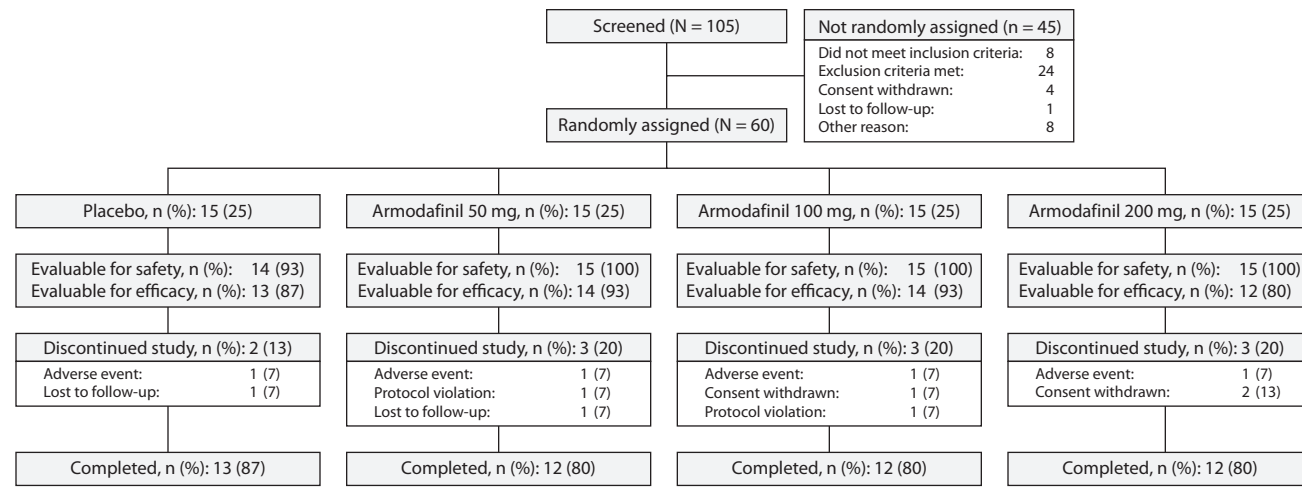 Screened (N = 105)
Not randomly assigned (n = 45)
Did not meet inclusion criteria: 8
Exclusion criteria met: 24
Consent withdrawn: 4
Lost to follow-up: 1
Other reason: 8
Randomly assigned (N = 60)
Placebo, n (%): 15 (25)
Evaluable for safety, n (%): 14 (93)
Evaluable for efficacy, n (%): 13 (87)
Discontinued study, n (%): 2 (13)
Adverse event: 1 (7)
Lost to follow-up: 1 (7)
Completed, n (%): 13 (87)
Armodafinil 50 mg, n (%): 15 (25)
Evaluable for safety, n (%): 15 (100)
Evaluable for efficacy, n (%): 14 (93)
Discontinued study, n (%): 3 (20)
Adverse event: 1 (7)
Protocol violation: 1 (7)
Lost to follow-up: 1 (7)
Completed, n (%): 12 (80)
Armodafinil 100 mg, n (%): 15 (25)
Evaluable for safety, n (%): 15 (100)
Evaluable for efficacy, n (%): 14 (93)
Discontinued study, n (%): 3 (20)
Adverse event: 1 (7)
Consent withdrawn: 1 (7)
Protocol violation: 1 (7)
Completed, n (%): 12 (80)
Armodafinil 200 mg, n (%): 15 (25)
Evaluable for safety, n (%): 15 (100)
Evaluable for efficacy, n (%): 12 (80)
Discontinued study, n (%): 3 (20)
Adverse event: 1 (7)
Consent withdrawn: 2 (13)
Completed, n (%): 12 (80)